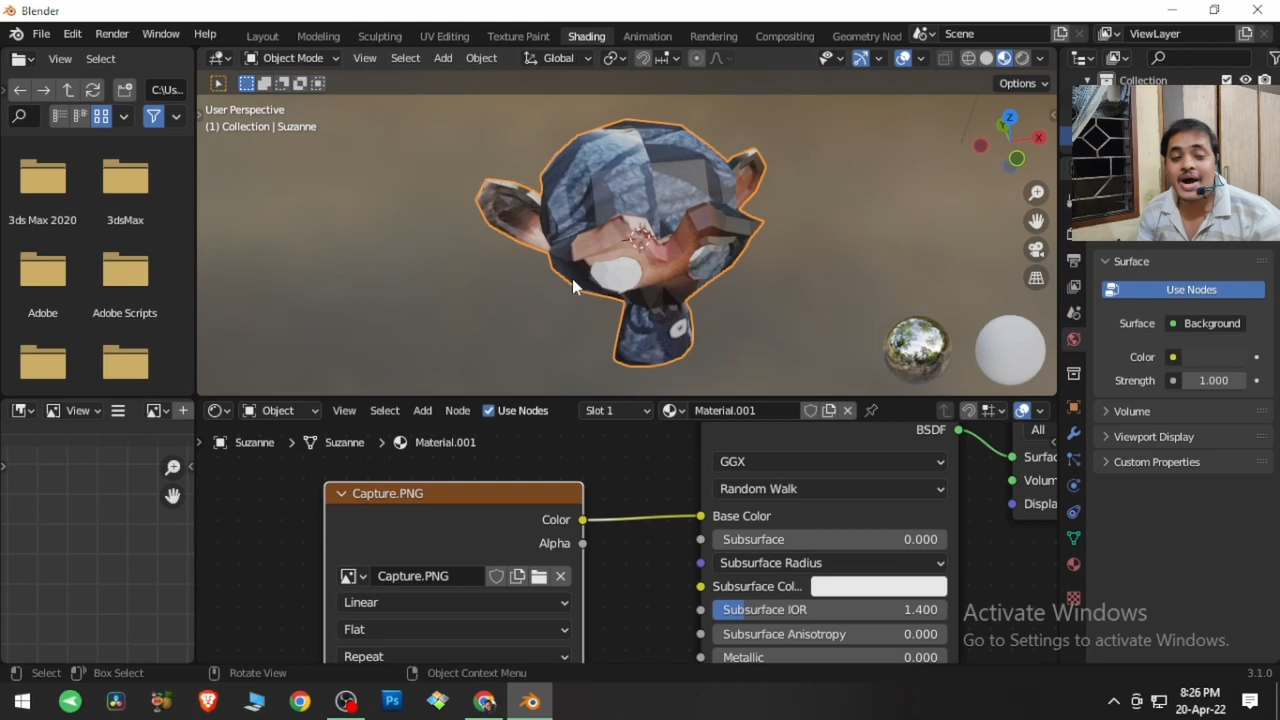 Blender
File Edit Render Window Help
Layout Modeling Sculpting UV Editing Texture Paint Shading Animation Rendering Compositing Geometry Nod
Scene
ViewLayer
View Select
Object Mode View Select Add Object Global
Collection
C:\Us...
Options
User Perspective
(1) Collection | Suzanne
Z
X
3ds Max 2020
3dsMax
Adobe
Adobe Scripts
Surface
Use Nodes
Surface Background
Color
Strength 1.000
Volume
Viewport Display
Custom Properties
View
Object View Select Add Node Use Nodes Slot 1 Material.001
Suzanne Suzanne Material.001
BSDF
GGX
Random Walk
Base Color
Subsurface 0.000
Subsurface Radius
Subsurface Col...
Subsurface IOR 1.400
Subsurface Anisotropy 0.000
Metallic 0.000
All
Surfac
Volum
Displa
Capture.PNG
Color
Alpha
Capture.PNG
Linear
Flat
Repeat
Activate Windows
Go to Settings to activate Windows.
Select Box Select Rotate View Object Context Menu 3.1.0
Ps
8:26 PM
20-Apr-22